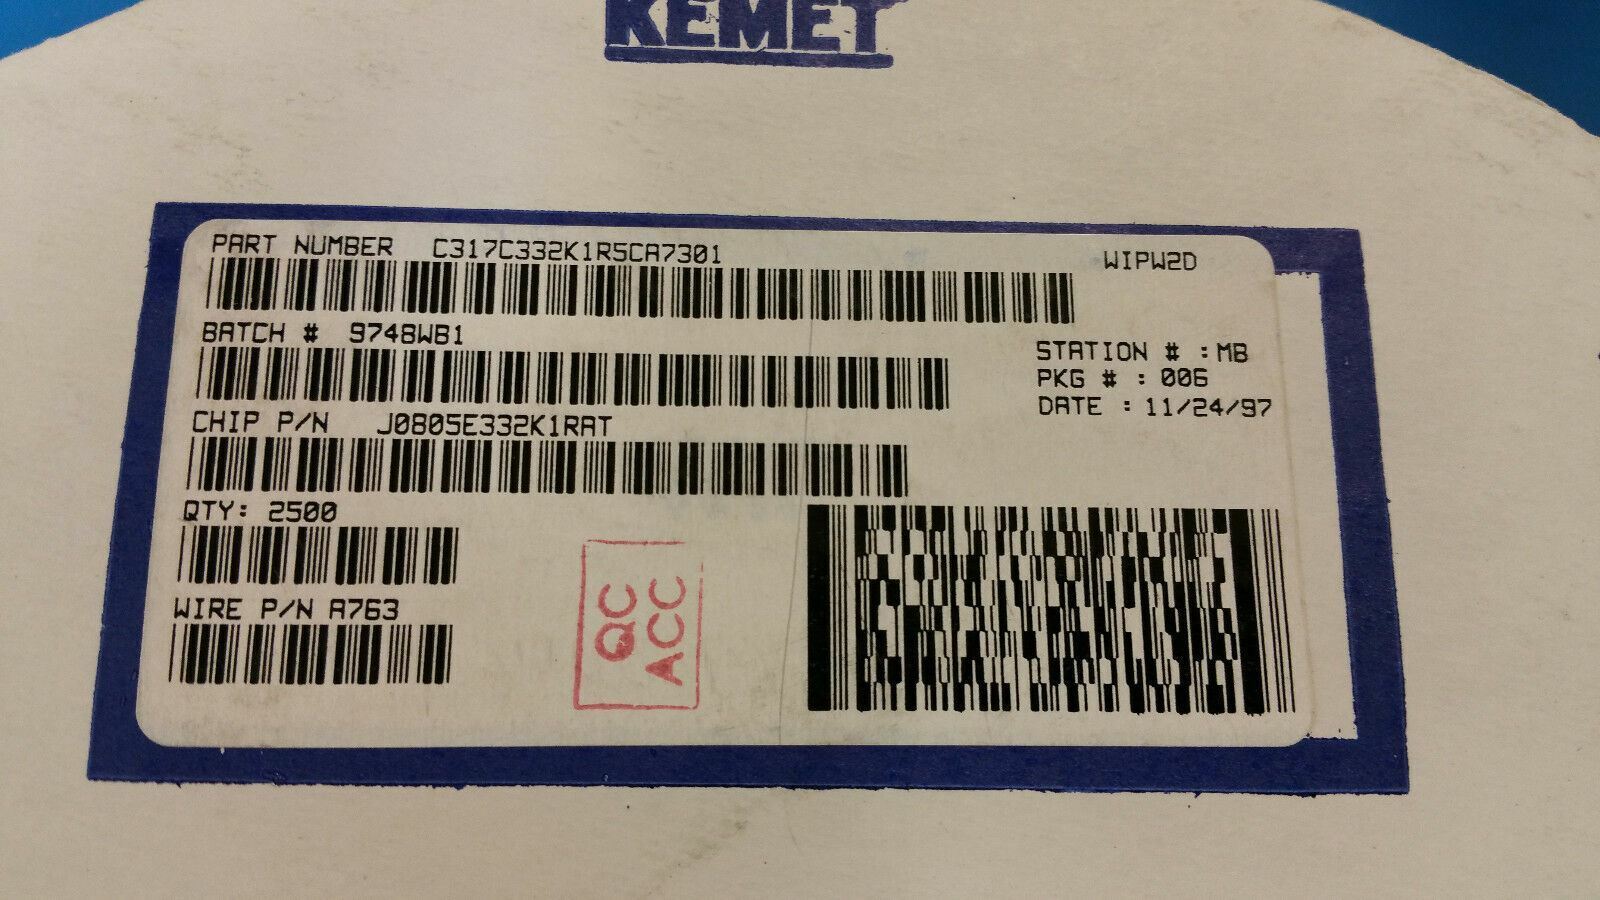 KEMET
PART NUMBER C317C332K1R5CA7301
WIPW2D
BATCH # 9748WB1
STATION # :MB
PKG # : 006
DATE : 11/24/97
CHIP P/N J0805E332K1RAT
QTY: 2500
WIRE P/N A763
QC
ACC